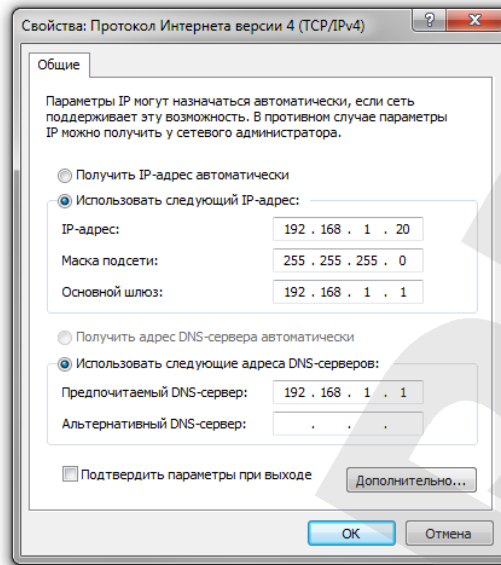 Свойства: Протокол Интернета версии 4 (TCP/IPv4)
Общие
Параметры IP могут назначаться автоматически, если сеть
поддерживает эту возможность. В противном случае параметры
IP можно получить у сетевого администратора.
Получить IP-адрес автоматически
Использовать следующий IP-адрес:
IP-адрес: 192 . 168 . 1 . 20
Маска подсети: 255 . 255 . 255 . 0
Основной шлюз: 192 . 168 . 1 . 1
Получить адрес DNS-сервера автоматически
Использовать следующие адреса DNS-серверов:
Предпочитаемый DNS-сервер: 192 . 168 . 1 . 1
Альтернативный DNS-сервер: . . .
Подтвердить параметры при выходе
Дополнительно...
ОК Отмена